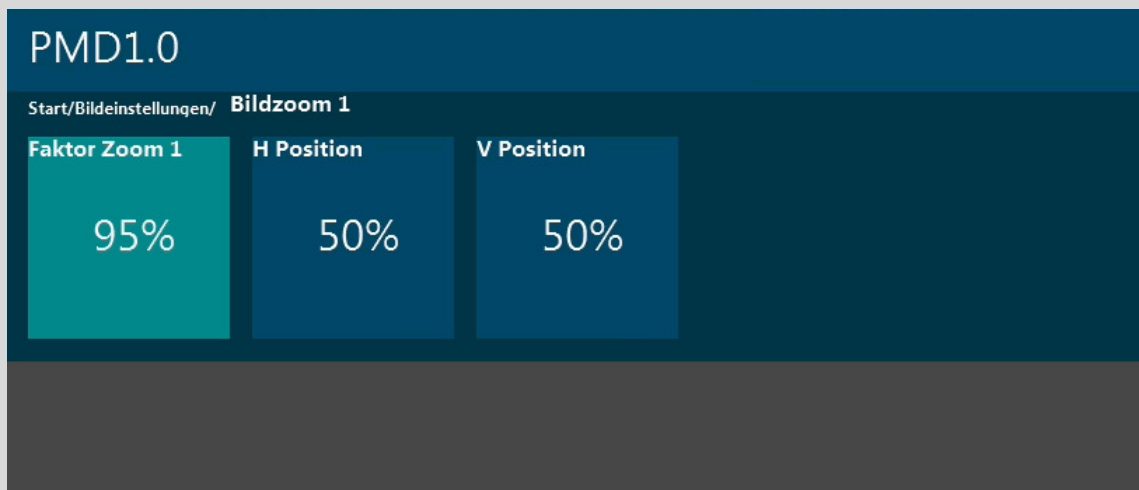 PMD1.0
Start/Bildeinstellungen/ Bildzoom 1
Faktor Zoom 1 H Position V Position
95% 50% 50%